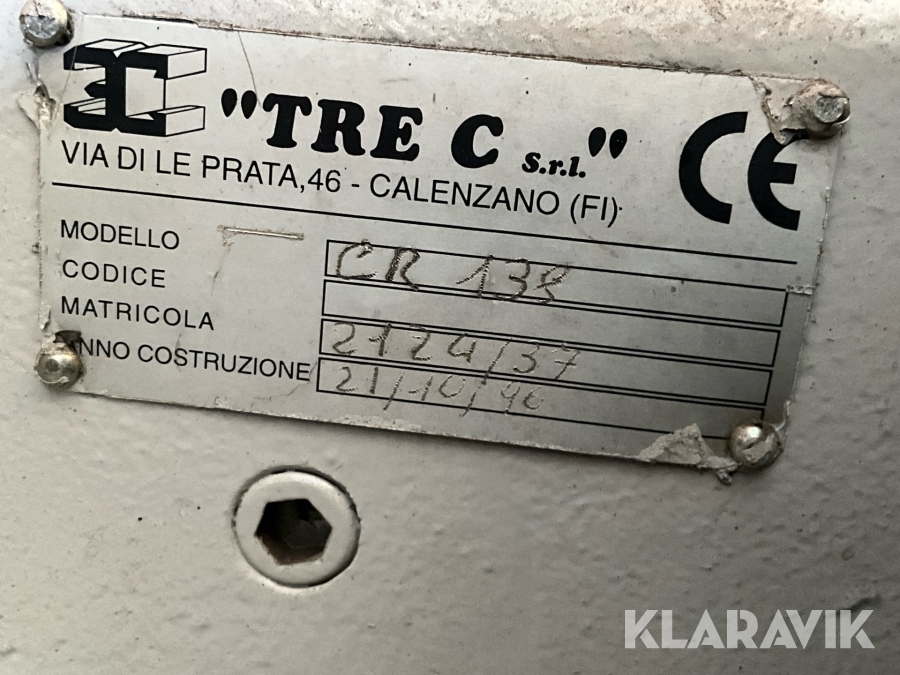 "TRE C S.r.l."
CE
VIA DI LE PRATA,46 - CALENZANO (FI)
MODELLO CR 138
CODICE
MATRICOLA 2124/37
ANNO COSTRUZIONE 21/10/96
KLARAVIK